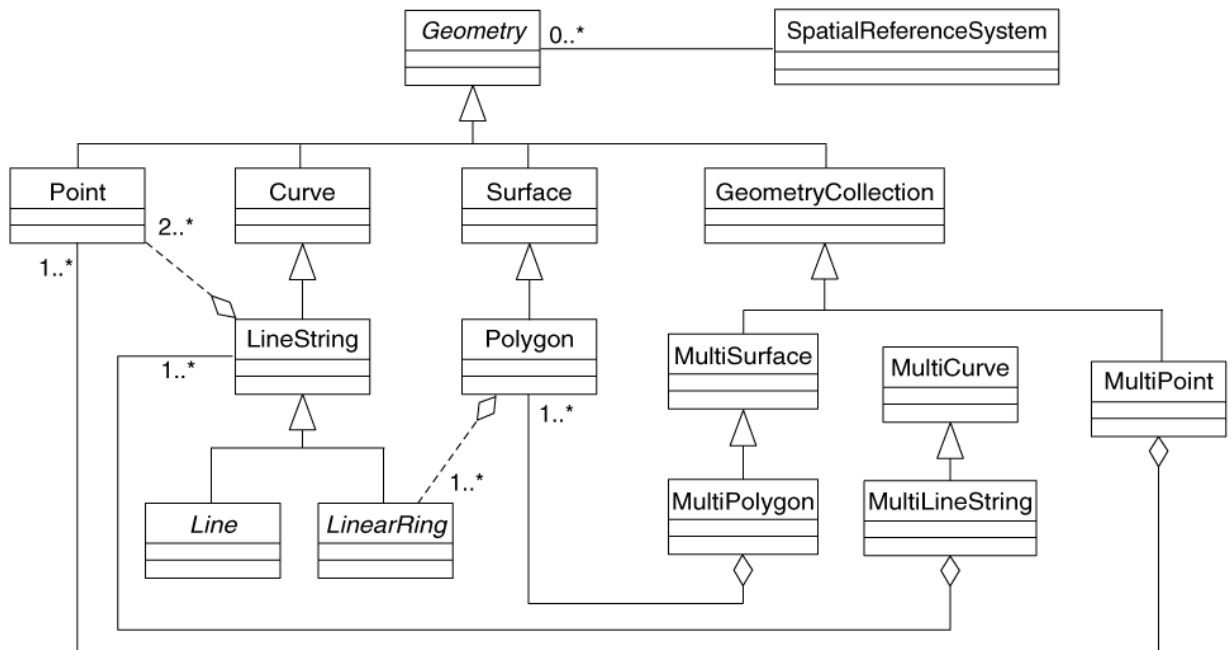 Geometry
0..*
SpatialReferenceSystem
Point
Curve
Surface
GeometryCollection
2..*
1..*
LineString
Polygon
MultiSurface
MultiCurve
MultiPoint
1..*
1..*
1..*
MultiPolygon
MultiLineString
Line
LinearRing